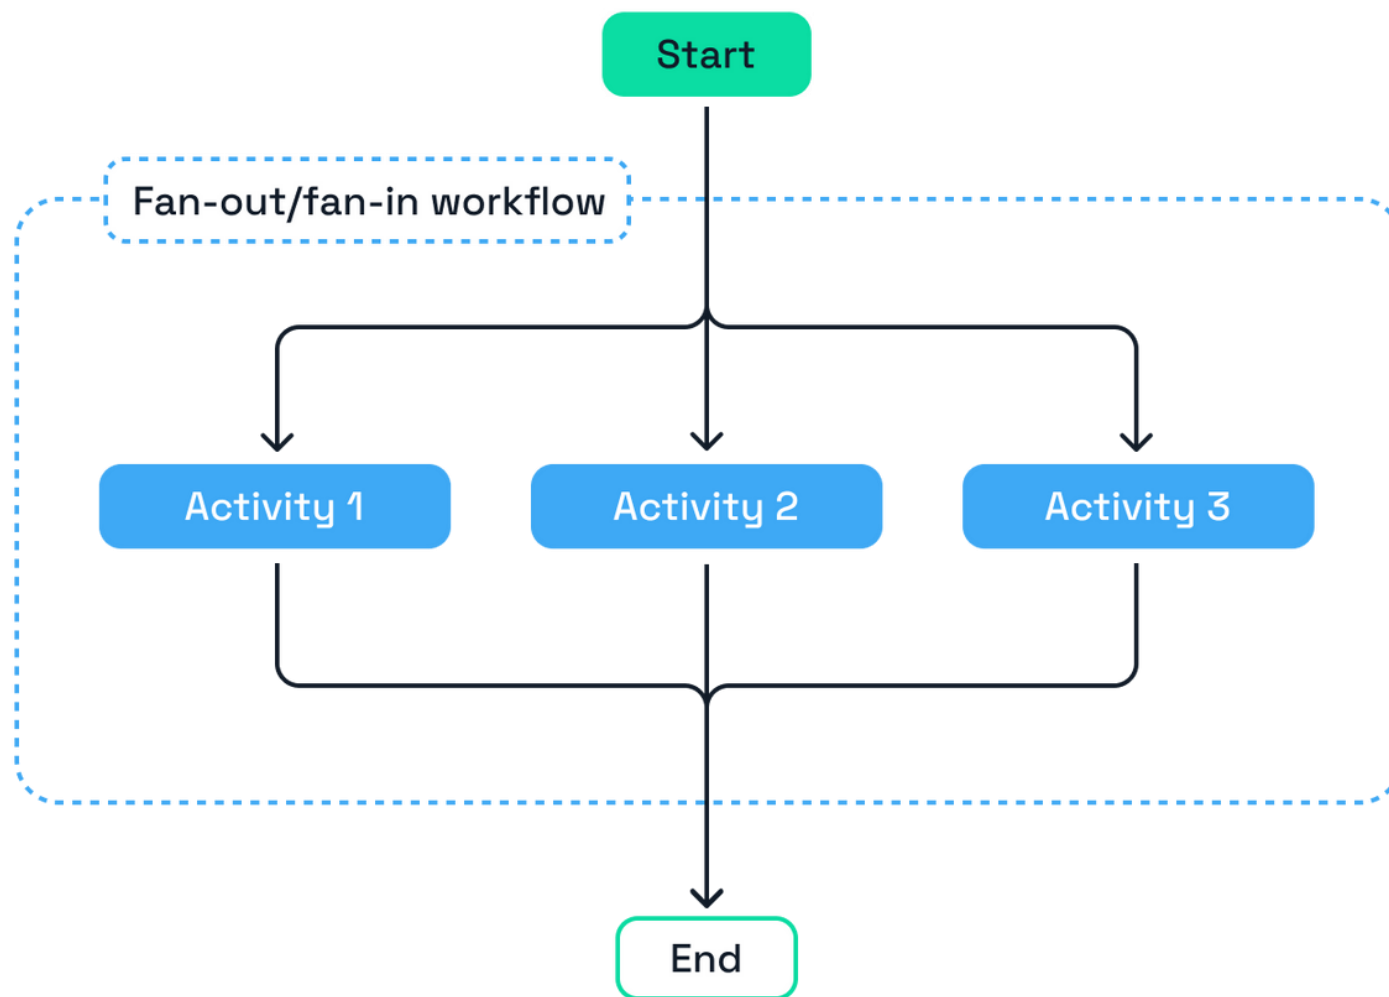 Start
Fan-out/fan-in workflow
Activity 1
Activity 2
Activity 3
End